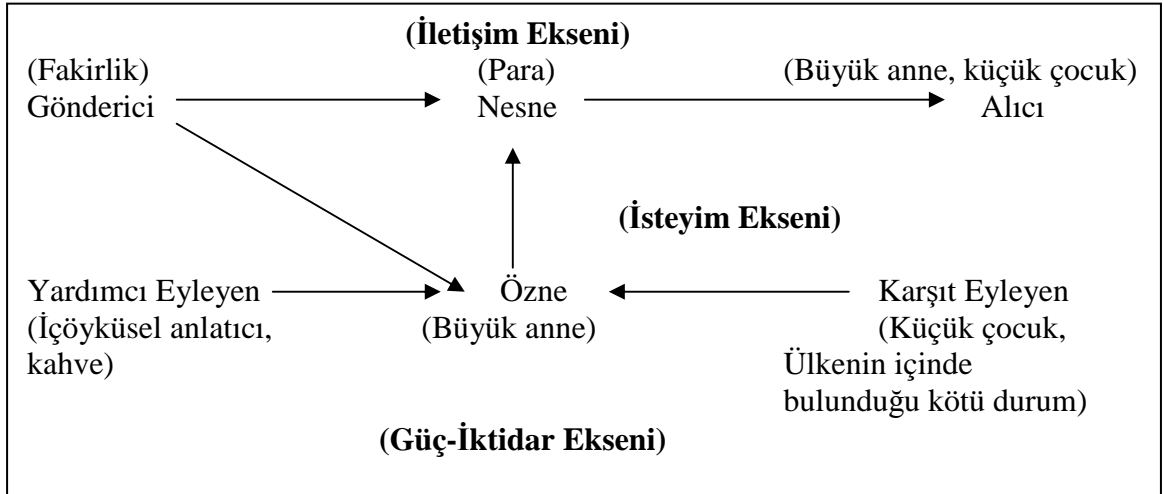 (İletişim Ekseni)
(Fakirlik) (Para) (Büyük anne, küçük çocuk)
Gönderici Nesne Alıcı
(İsteyim Ekseni)
Yardımcı Eyleyen Özne Karşıt Eyleyen
(İçöyküsel anlatıcı, (Büyük anne) (Küçük çocuk,
kahve) Ülkenin içinde
bulunduğu kötü durum)
(Güç-İktidar Ekseni)